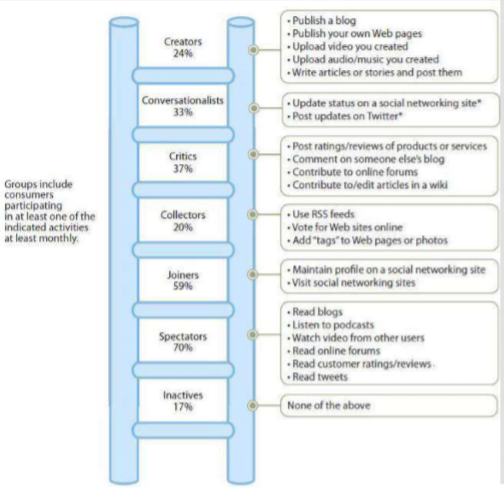 Groups include
consumers
participating
in at least one of the
indicated activities
at least monthly.
Creators
24%
• Publish a blog
• Publish your own Web pages
• Upload video you created
• Upload audio/music you created
• Write articles or stories and post them
Conversationalists
33%
• Update status on a social networking site*
• Post updates on Twitter*
Critics
37%
• Post ratings/reviews of products or services
• Comment on someone else's blog
• Contribute to online forums
• Contribute to/edit articles in a wiki
Collectors
20%
• Use RSS feeds
• Vote for Web sites online
• Add "tags" to Web pages or photos
Joiners
59%
• Maintain profile on a social networking site
• Visit social networking sites
Spectators
70%
• Read blogs
• Listen to podcasts
• Watch video from other users
• Read online forums
• Read customer ratings/reviews
• Read tweets
Inactives
17%
None of the above